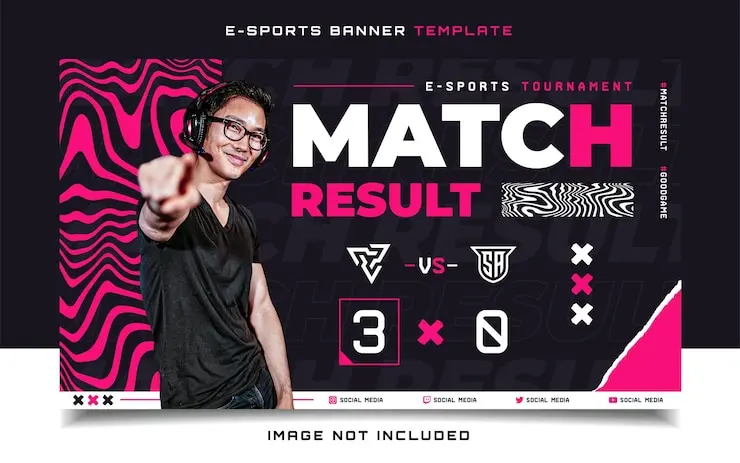 E-SPORTS BANNER TEMPLATE
E-SPORTS TOURNAMENT
MATCH
RESULT
#MATCHRESULT
#GOODGAME
-VS-
SA
3
0
SOCIAL MEDIA
SOCIAL MEDIA
SOCIAL MEDIA
SOCIAL MEDIA
IMAGE NOT INCLUDED